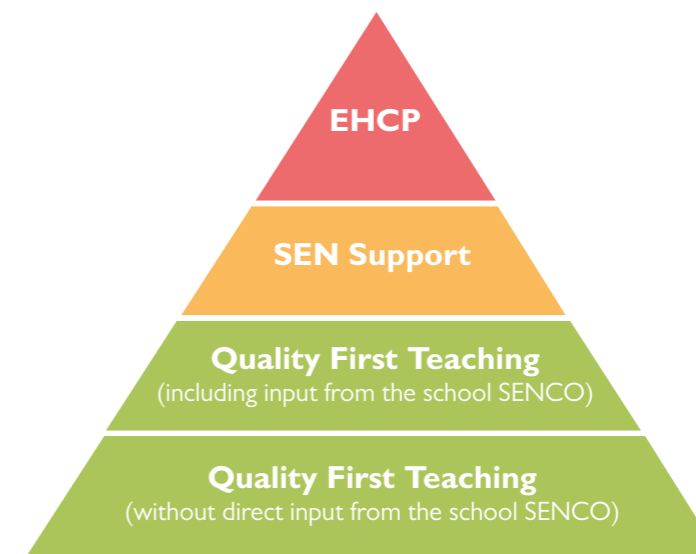 EHCP
SEN Support
Quality First Teaching
(including input from the school SENCO)
Quality First Teaching
(without direct input from the school SENCO)